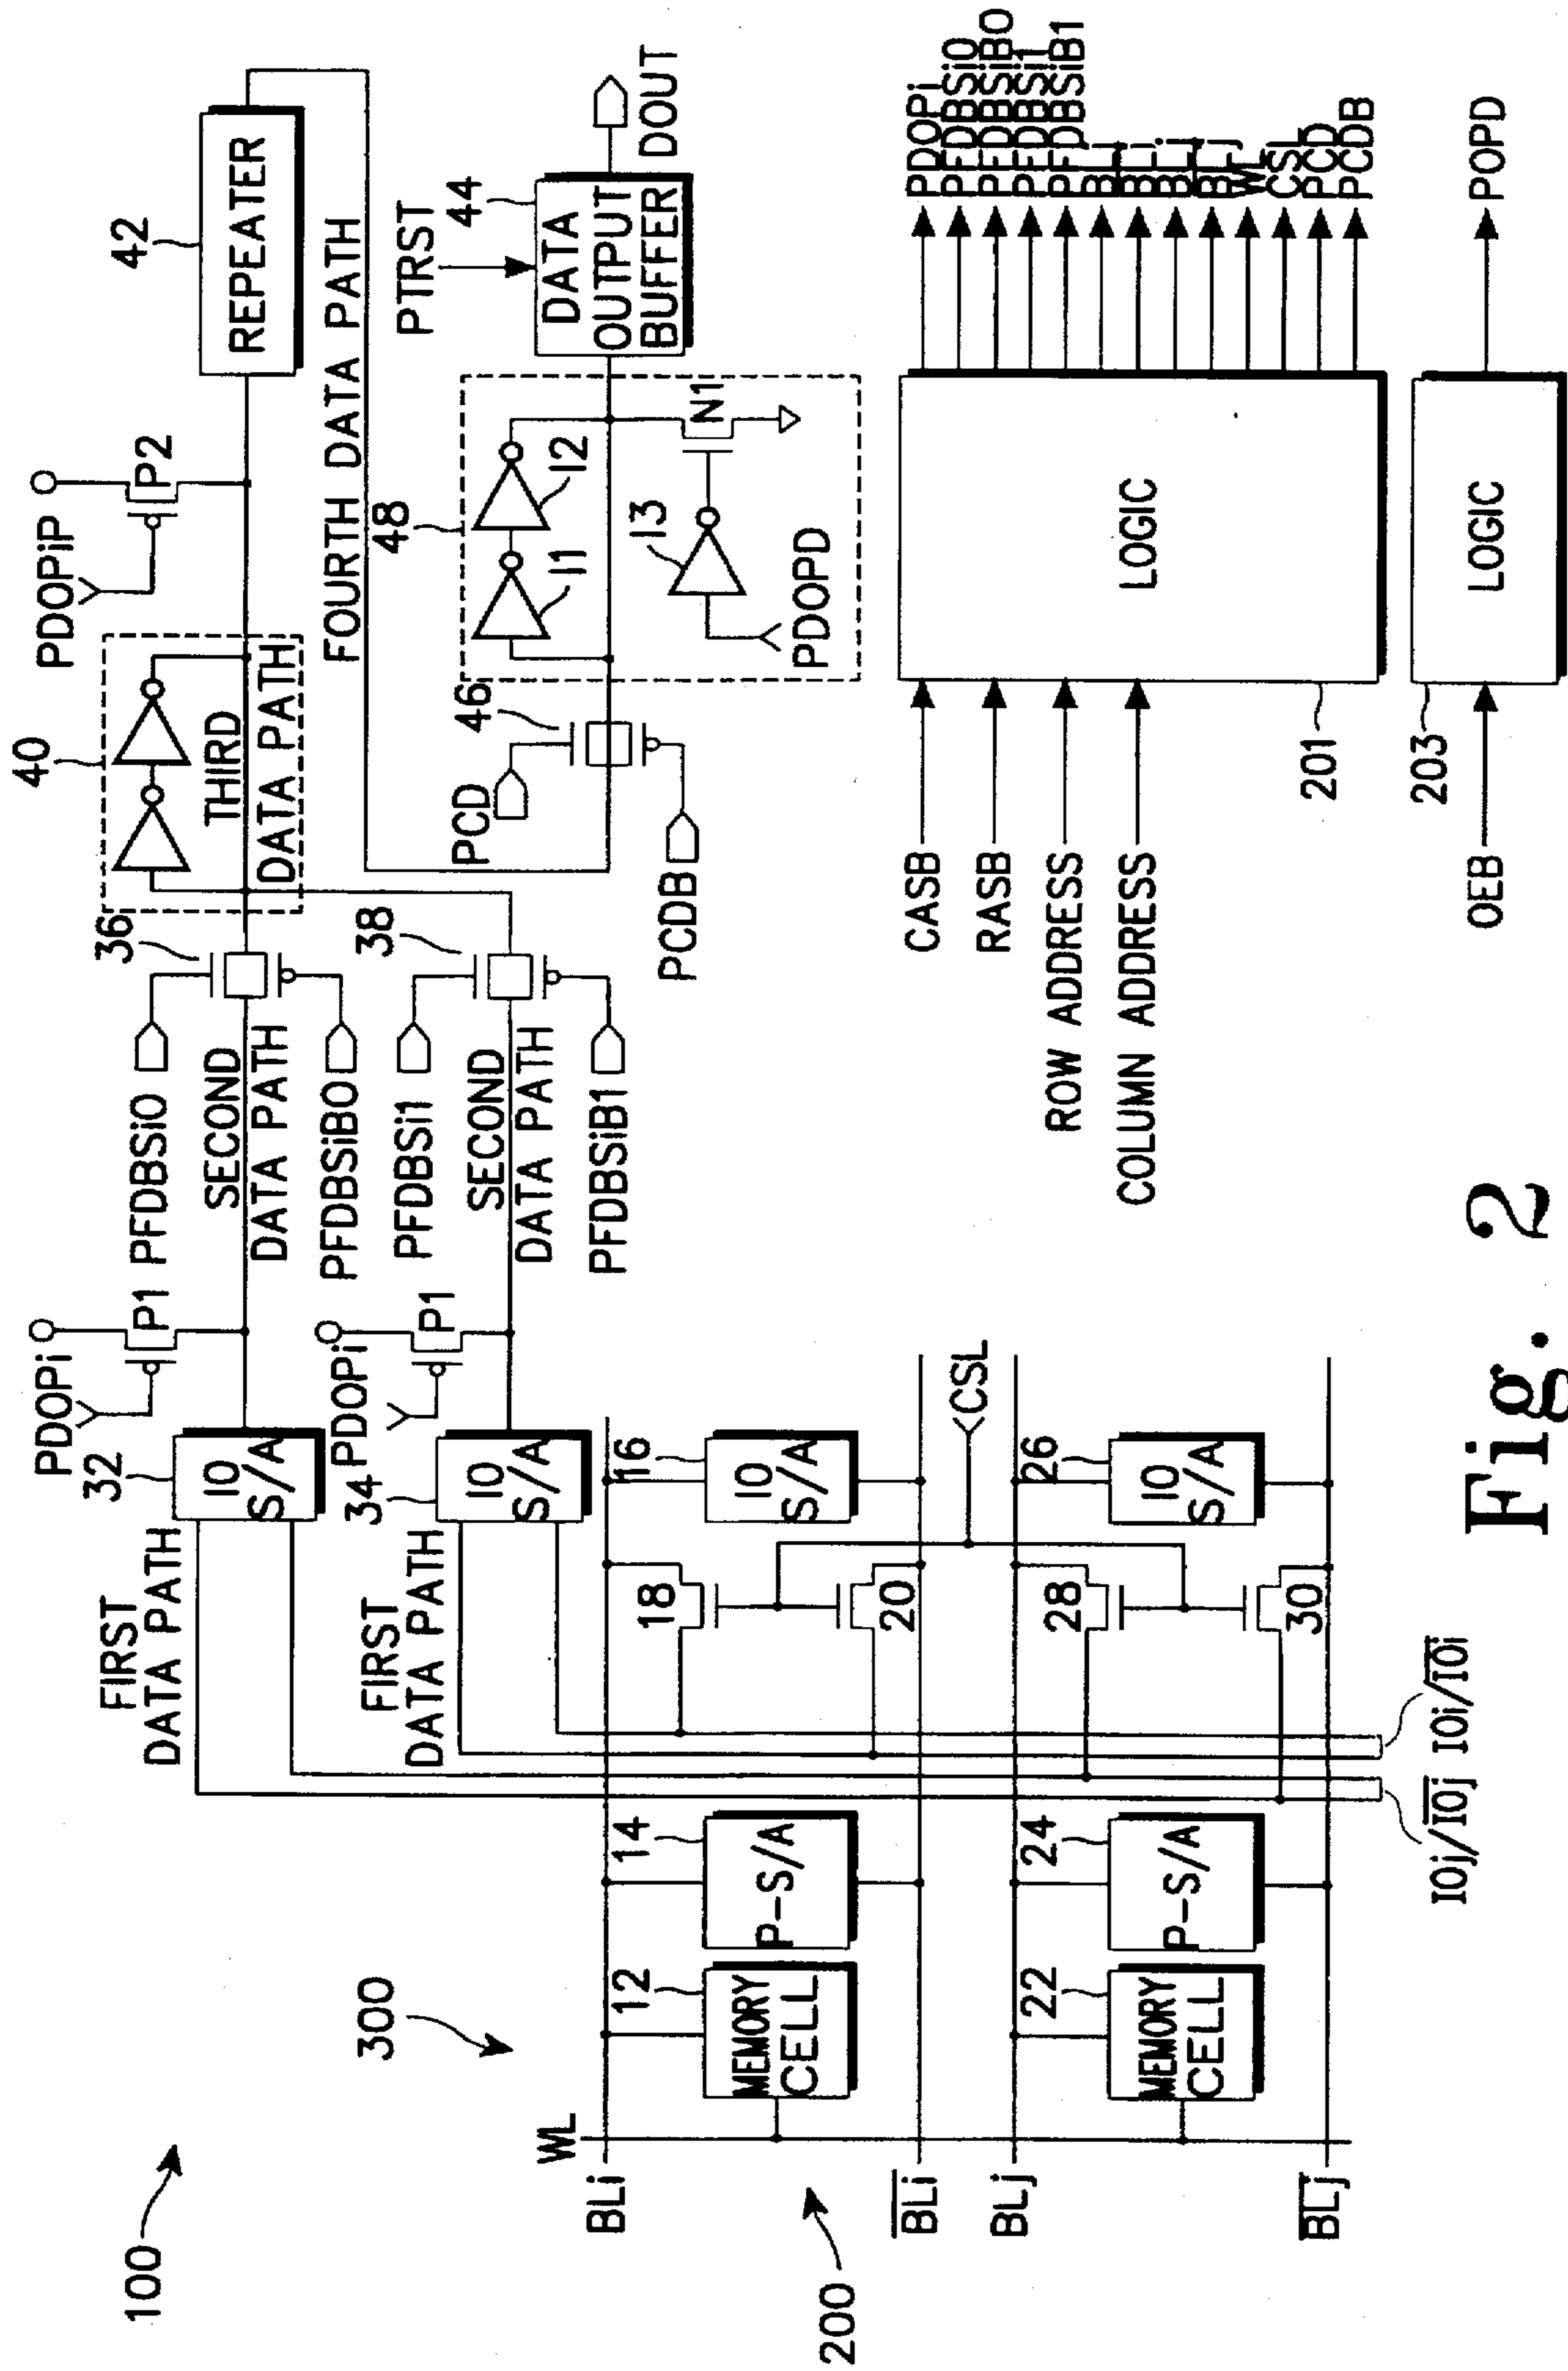 100
300
200
PDOPi
P1
32
IO
S/A
FIRST
DATA PATH
PFDBSi0
SECOND
DATA PATH
PFDBSiB0
36
40
THIRD
DATA PATH
PDOPiP
P2
42
REPEATER
PDOPi
P1
34
IO
S/A
FIRST
DATA PATH
PFDBSi1
SECOND
DATA PATH
PFDBSiB1
38
FOURTH DATA PATH
PCD
46
PCDB
48
I1
I2
I3
N1
PDOPD
PTRST
44
DATA
OUTPUT
BUFFER
DOUT
WL
BLi
12
MEMORY
CELL
14
P-S/A
18
20
16
IO
S/A
B̅L̅i̅
CSL
BLj
22
MEMORY
CELL
24
P-S/A
28
30
26
IO
S/A
B̅L̅j̅
IOj/I̅O̅j̅
IOi/I̅O̅i̅
CASB
RASB
ROW ADDRESS
COLUMN ADDRESS
LOGIC
201
PDOPi
PFDBSi0
PFDBSiB0
PFDBSi1
PFDBSiB1
BLi
B̅L̅i̅
BLj
B̅L̅j̅
WL
CSL
PCD
PCDB
OEB
LOGIC
203
POPD
Fig. 2